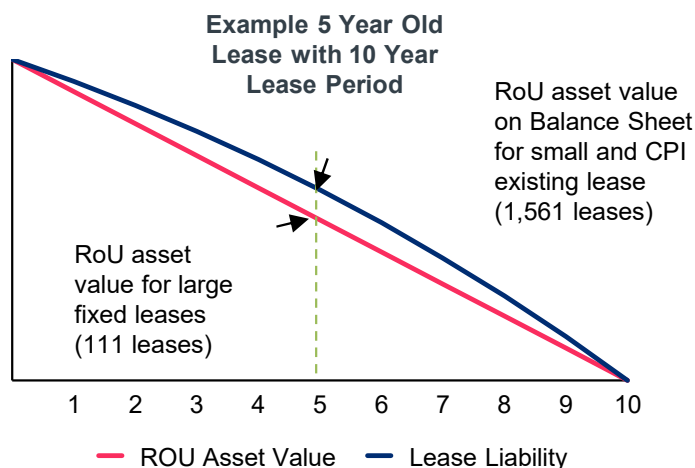 Example 5 Year Old
Lease with 10 Year
Lease Period
RoU asset value
on Balance Sheet
for small and CPI
existing lease
(1,561 leases)
RoU asset
value for large
fixed leases
(111 leases)
1 2 3 4 5 6 7 8 9 10
ROU Asset Value Lease Liability